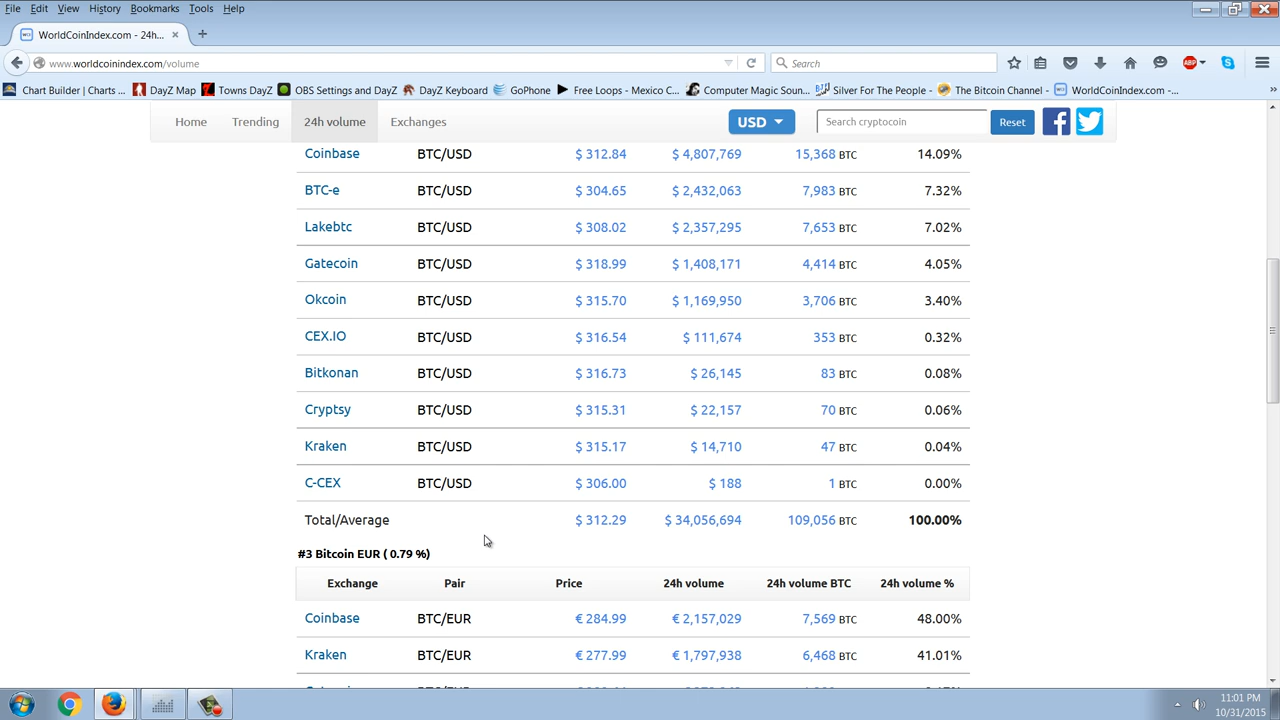 File Edit View History Bookmarks Tools Help
WorldCoinIndex.com - 24h...
www.worldcoinindex.com/volume
Search
Chart Builder | Charts ... DayZ Map Towns DayZ OBS Settings and DayZ DayZ Keyboard GoPhone Free Loops - Mexico C... Computer Magic Soun... Silver For The People - The Bitcoin Channel - WorldCoinIndex.com -...
Home Trending 24h volume Exchanges USD Search cryptocoin Reset
Coinbase BTC/USD $ 312.84 $ 4,807,769 15,368 BTC 14.09%
BTC-e BTC/USD $ 304.65 $ 2,432,063 7,983 BTC 7.32%
Lakebtc BTC/USD $ 308.02 $ 2,357,295 7,653 BTC 7.02%
Gatecoin BTC/USD $ 318.99 $ 1,408,171 4,414 BTC 4.05%
Okcoin BTC/USD $ 315.70 $ 1,169,950 3,706 BTC 3.40%
CEX.IO BTC/USD $ 316.54 $ 111,674 353 BTC 0.32%
Bitkonan BTC/USD $ 316.73 $ 26,145 83 BTC 0.08%
Cryptsy BTC/USD $ 315.31 $ 22,157 70 BTC 0.06%
Kraken BTC/USD $ 315.17 $ 14,710 47 BTC 0.04%
C-CEX BTC/USD $ 306.00 $ 188 1 BTC 0.00%
Total/Average $ 312.29 $ 34,056,694 109,056 BTC 100.00%
#3 Bitcoin EUR ( 0.79 %)
Exchange Pair Price 24h volume 24h volume BTC 24h volume %
Coinbase BTC/EUR € 284.99 € 2,157,029 7,569 BTC 48.00%
Kraken BTC/EUR € 277.99 € 1,797,938 6,468 BTC 41.01%
11:01 PM
10/31/2015